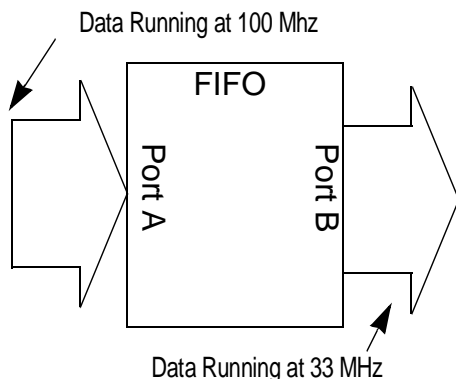 Data Running at 100 Mhz
FIFO
Port A
Port B
Data Running at 33 MHz